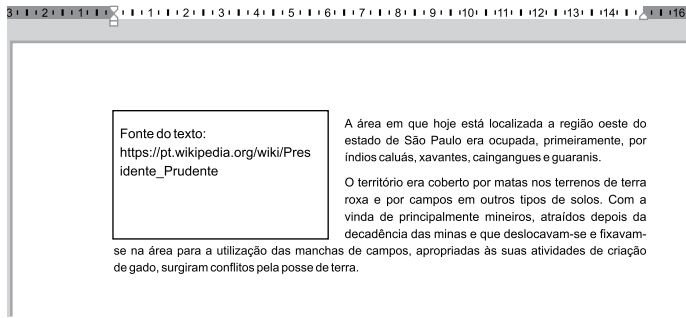 3 2 1 1 2 3 4 5 6 7 8 9 10 11 12 13 14 16
Fonte do texto:
https://pt.wikipedia.org/wiki/Pres
idente_Prudente
A área em que hoje está localizada a região oeste do
estado de São Paulo era ocupada, primeiramente, por
índios caluás, xavantes, caingangues e guaranis.
O território era coberto por matas nos terrenos de terra
roxa e por campos em outros tipos de solos. Com a
vinda de principalmente mineiros, atraídos depois da
decadência das minas e que deslocavam-se e fixavam-
se na área para a utilização das manchas de campos, apropriadas às suas atividades de criação
de gado, surgiram conflitos pela posse de terra.